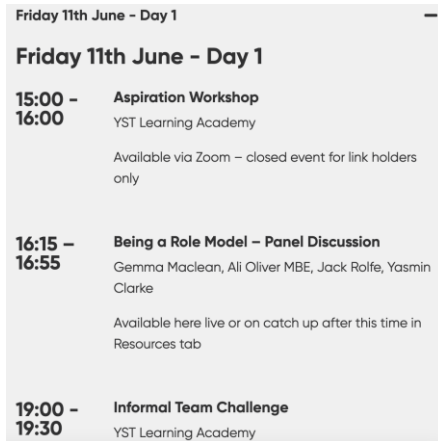 Friday 11th June - Day 1
Friday 11th June - Day 1
15:00 -
16:00
Aspiration Workshop
YST Learning Academy
Available via Zoom – closed event for link holders
only
16:15 –
16:55
Being a Role Model – Panel Discussion
Gemma Maclean, Ali Oliver MBE, Jack Rolfe, Yasmin
Clarke
Available here live or on catch up after this time in
Resources tab
19:00 -
19:30
Informal Team Challenge
YST Learning Academy